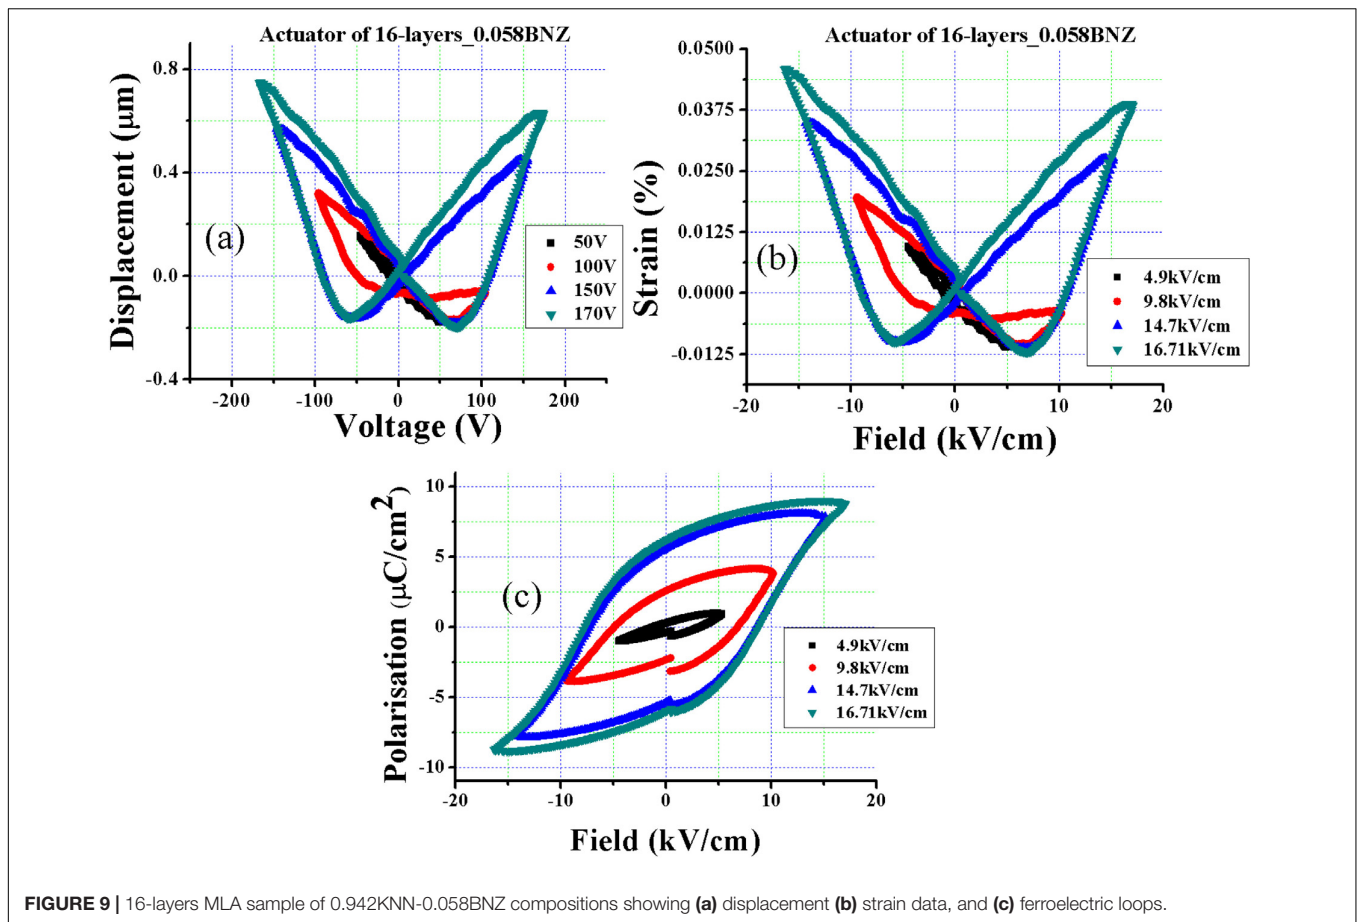 Actuator of 16-layers_0.058BNZ
Displacement (μm)
0.8
0.4
0.0
-0.4
(a)
50V
100V
150V
170V
-200
-100
0
100
200
Voltage (V)
Actuator of 16-layers_0.058BNZ
Strain (%)
0.0500
0.0375
0.0250
0.0125
0.0000
-0.0125
(b)
4.9kV/cm
9.8kV/cm
14.7kV/cm
16.71kV/cm
-20
-10
0
10
20
Field (kV/cm)
Polarisation (μC/cm²)
10
5
0
-5
-10
(c)
4.9kV/cm
9.8kV/cm
14.7kV/cm
16.71kV/cm
-20
-10
0
10
20
Field (kV/cm)
FIGURE 9 | 16-layers MLA sample of 0.942KNN-0.058BNZ compositions showing (a) displacement (b) strain data, and (c) ferroelectric loops.